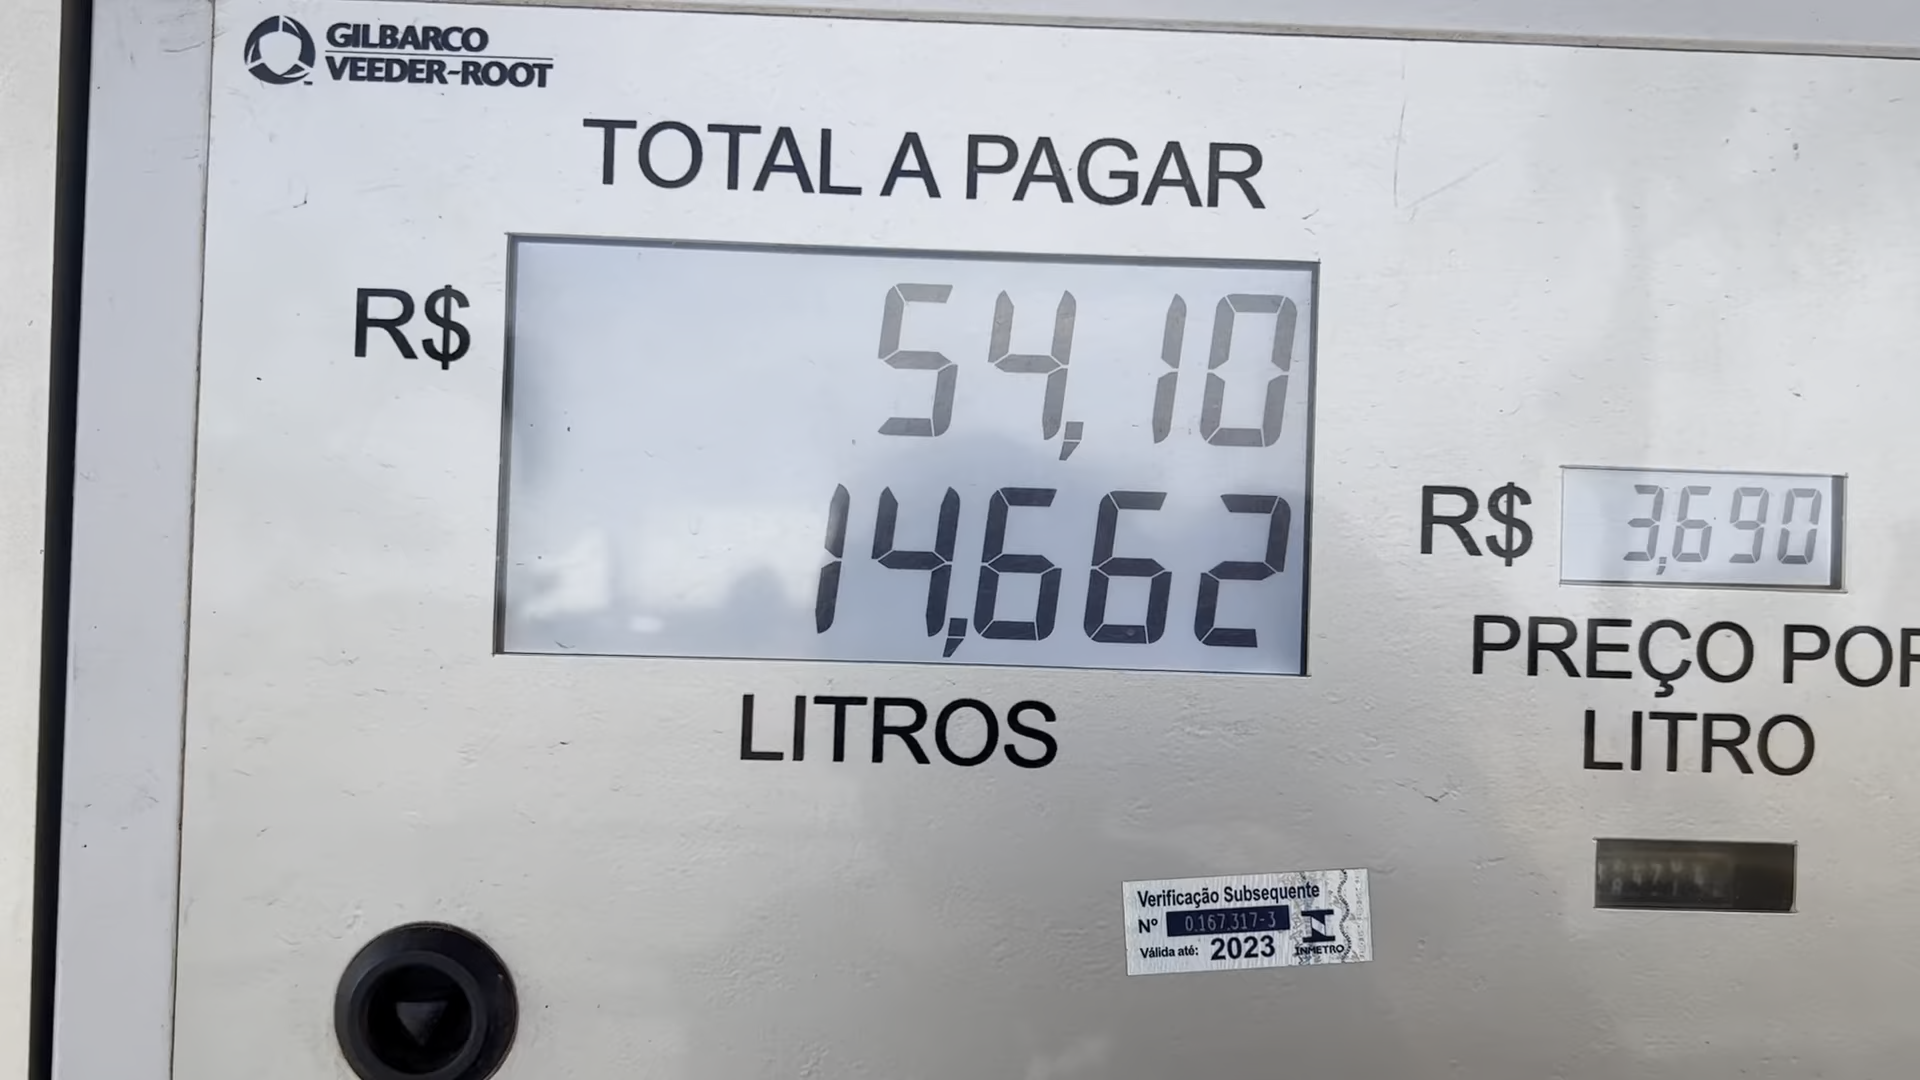 GILBARCO
VEEDER-ROOT
TOTAL A PAGAR
R$ 54,10
14,662
LITROS
R$ 3,690
PREÇO POR
LITRO
Verificação Subsequente
Nº 0.167.317-3
Válida até: 2023
INMETRO